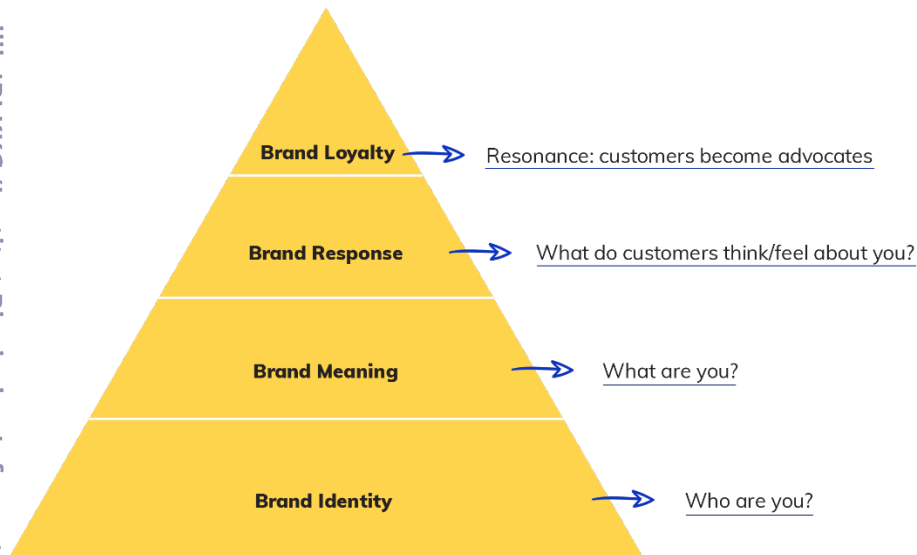 Brand Loyalty
Resonance: customers become advocates
Brand Response
What do customers think/feel about you?
Brand Meaning
What are you?
Brand Identity
Who are you?